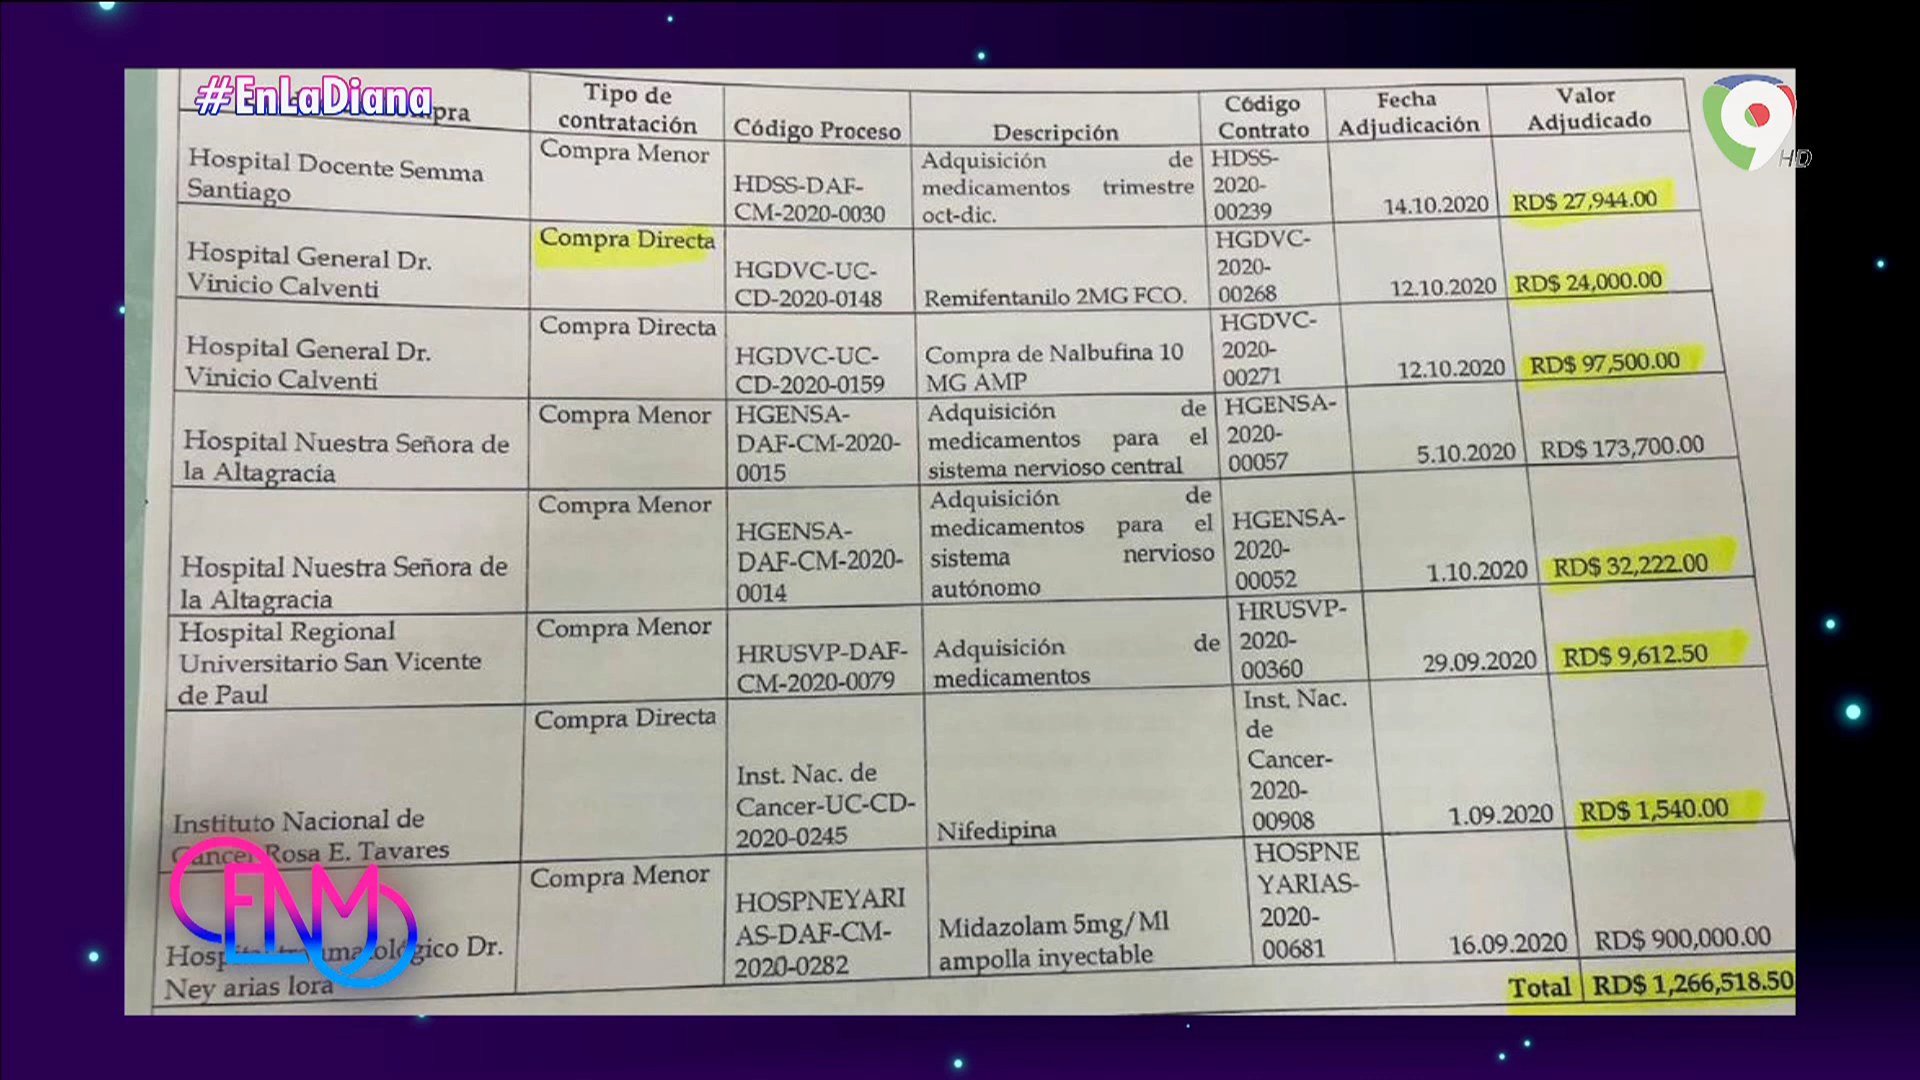 #EnLaDiana
pra
Tipo de
contratación
Código Proceso
Descripción
Código
Contrato
Fecha
Adjudicación
Valor
Adjudicado
HD
Hospital Docente Semma
Santiago
Compra Menor
HDSS-DAF-
CM-2020-0030
Adquisición de
medicamentos trimestre
oct-dic.
HDSS-
2020-
00239
14.10.2020
RD$ 27,944.00
Hospital General Dr.
Vinicio Calventi
Compra Directa
HGDVC-UC-
CD-2020-0148
Remifentanilo 2MG FCO.
HGDVC-
2020-
00268
12.10.2020
RD$ 24,000.00
Hospital General Dr.
Vinicio Calventi
Compra Directa
HGDVC-UC-
CD-2020-0159
Compra de Nalbufina 10
MG AMP
HGDVC-
2020-
00271
12.10.2020
RD$ 97,500.00
Hospital Nuestra Señora de
la Altagracia
Compra Menor
HGENSA-
DAF-CM-2020-
0015
Adquisición de
medicamentos para el
sistema nervioso central
HGENSA-
2020-
00057
5.10.2020
RD$ 173,700.00
Hospital Nuestra Señora de
la Altagracia
Compra Menor
HGENSA-
DAF-CM-2020-
0014
Adquisición de
medicamentos para el
sistema nervioso
autónomo
HGENSA-
2020-
00052
1.10.2020
RD$ 32,222.00
Hospital Regional
Universitario San Vicente
de Paul
Compra Menor
HRUSVP-DAF-
CM-2020-0079
Adquisición de
medicamentos
HRUSVP-
2020-
00360
29.09.2020
RD$ 9,612.50
Instituto Nacional de
Cancer Rosa E. Tavares
Compra Directa
Inst. Nac. de
Cancer-UC-CD-
2020-0245
Nifedipina
Inst. Nac.
de
Cancer-
2020-
00908
1.09.2020
RD$ 1,540.00
Hospital traumatológico Dr.
Ney arias lora
Compra Menor
HOSPNEYARI
AS-DAF-CM-
2020-0282
Midazolam 5mg/Ml
ampolla inyectable
HOSPNE
YARIAS-
2020-
00681
16.09.2020
RD$ 900,000.00
Total RD$ 1,266,518.50
ENM